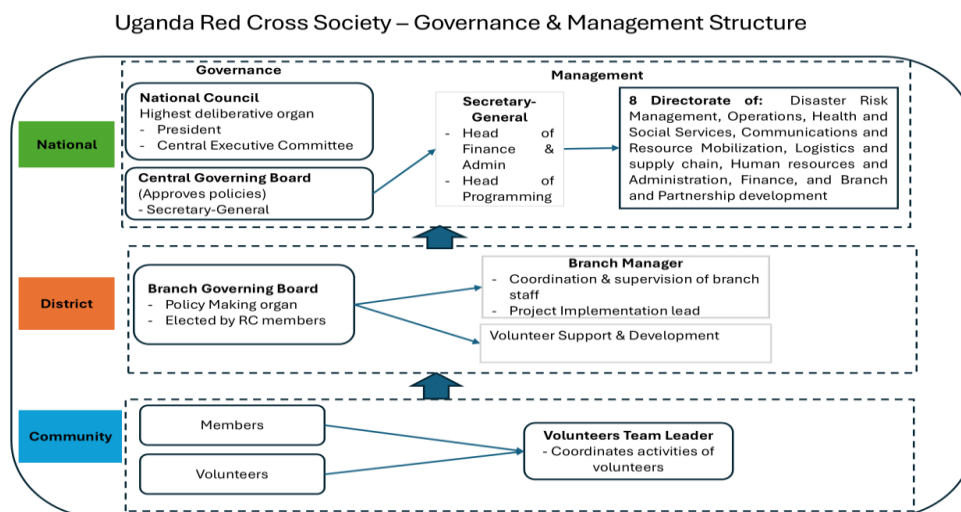 Uganda Red Cross Society – Governance & Management Structure
Governance
Management
National
National Council
Highest deliberative organ
- President
- Central Executive Committee
Central Governing Board
(Approves policies)
- Secretary-General
Secretary-
General
- Head of
Finance &
Admin
- Head of
Programming
8 Directorate of: Disaster Risk
Management, Operations, Health and
Social Services, Communications and
Resource Mobilization, Logistics and
supply chain, Human resources and
Administration, Finance, and Branch
and Partnership development
District
Branch Governing Board
- Policy Making organ
- Elected by RC members
Branch Manager
- Coordination & supervision of branch
staff
- Project Implementation lead
Volunteer Support & Development
Community
Members
Volunteers
Volunteers Team Leader
- Coordinates activities of
volunteers